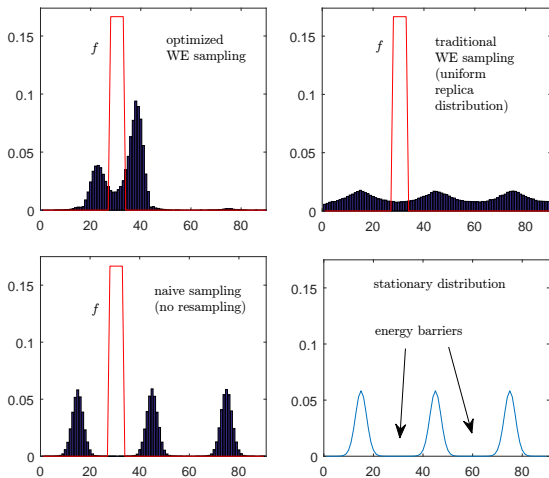 0.15
0.1
0.05
0
0 20 40 60 80
f
optimized
WE sampling
0.15
0.1
0.05
0
0 20 40 60 80
f
traditional
WE sampling
(uniform
replica
distribution)
0.15
0.1
0.05
0
0 20 40 60 80
f
naive sampling
(no resampling)
0.15
0.1
0.05
0
0 20 40 60 80
stationary distribution
energy barriers